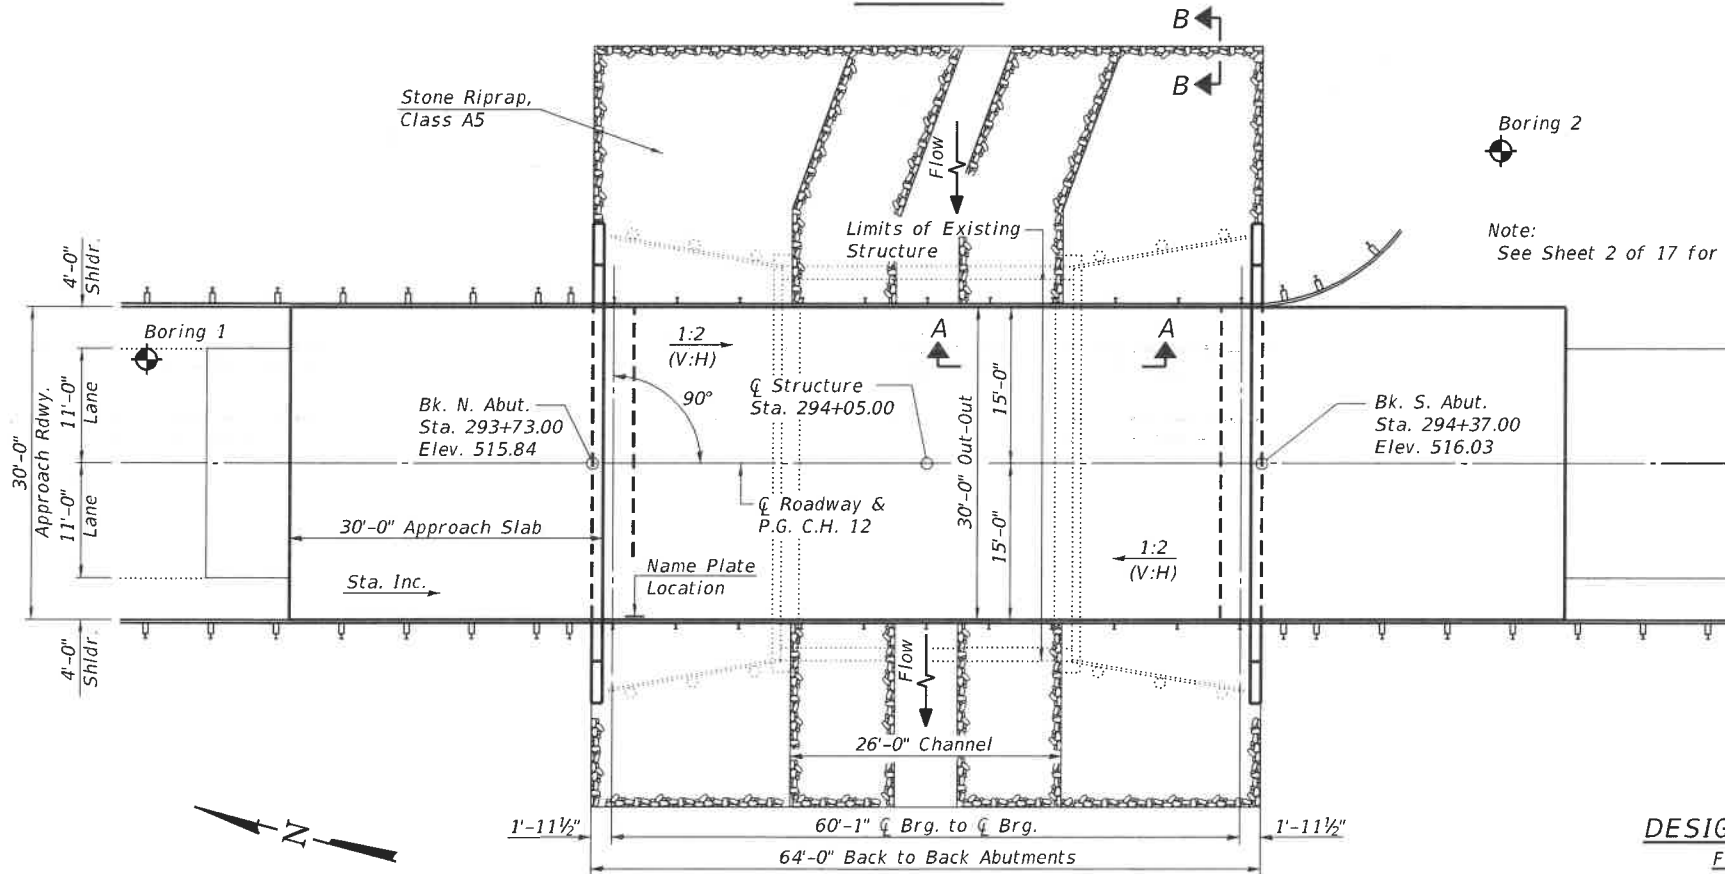 B
B
Stone Riprap,
Class A5
Boring 2
Flow
Limits of Existing
Structure
Note:
See Sheet 2 of 17 for
4'-0"
Shldr.
Boring 1
1:2
(V:H)
A
A
30'-0"
Approach Rdwy.
11'-0"
Lane
11'-0"
Lane
90°
℄ Structure
Sta. 294+05.00
15'-0"
30'-0" Out-Out
15'-0"
Bk. N. Abut.
Sta. 293+73.00
Elev. 515.84
Bk. S. Abut.
Sta. 294+37.00
Elev. 516.03
℄ Roadway &
P.G. C.H. 12
30'-0" Approach Slab
1:2
(V:H)
Name Plate
Location
Sta. Inc.
4'-0"
Shldr.
Flow
26'-0" Channel
N
1'-11½"
60'-1" ℄ Brg. to ℄ Brg.
1'-11½"
64'-0" Back to Back Abutments
DESIG
F